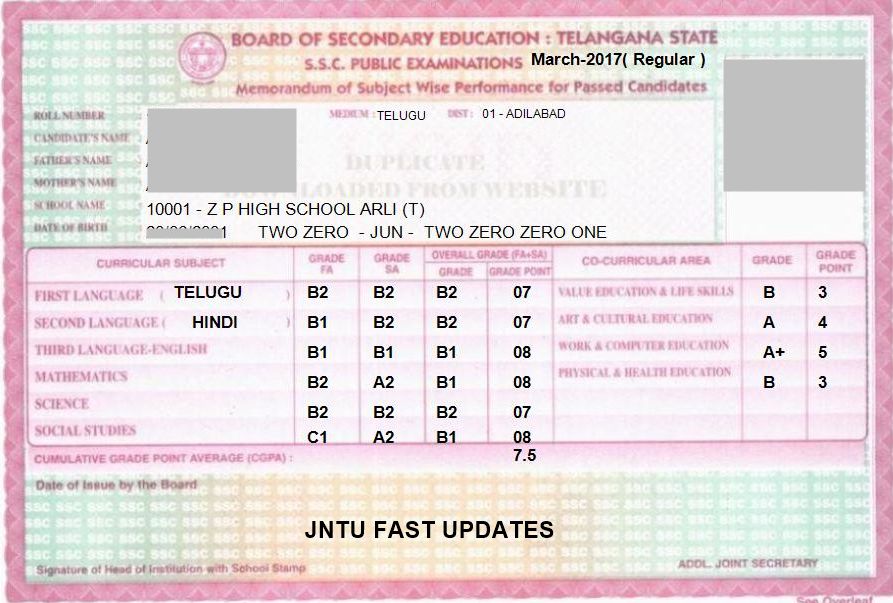 BOARD OF SECONDARY EDUCATION : TELANGANA STATE
S.S.C. PUBLIC EXAMINATIONS March-2017( Regular )
Memorandum of Subject Wise Performance for Passed Candidates
ROLL NUMBER MEDIUM : TELUGU DIST : 01 - ADILABAD
CANDIDATE'S NAME
FATHER'S NAME
DUPLICATE
MOTHER'S NAME
DOWNLOADED FROM WEBSITE
SCHOOL NAME 10001 - Z P HIGH SCHOOL ARLI (T)
DATE OF BIRTH TWO ZERO - JUN - TWO ZERO ZERO ONE
CURRICULAR SUBJECT GRADE FA GRADE SA OVERALL GRADE (FA+SA) GRADE GRADE POINT CO-CURRICULAR AREA GRADE GRADE POINT
FIRST LANGUAGE ( TELUGU ) B2 B2 B2 07 VALUE EDUCATION & LIFE SKILLS B 3
SECOND LANGUAGE ( HINDI ) B1 B2 B2 07 ART & CULTURAL EDUCATION A 4
THIRD LANGUAGE-ENGLISH B1 B1 B1 08 WORK & COMPUTER EDUCATION A+ 5
MATHEMATICS B2 A2 B1 08 PHYSICAL & HEALTH EDUCATION B 3
SCIENCE B2 B2 B2 07
SOCIAL STUDIES C1 A2 B1 08
CUMULATIVE GRADE POINT AVERAGE (CGPA) : 7.5
Date of Issue by the Board
JNTU FAST UPDATES
Signature of Head of Institution with School Stamp ADDL. JOINT SECRETARY
See Overleaf